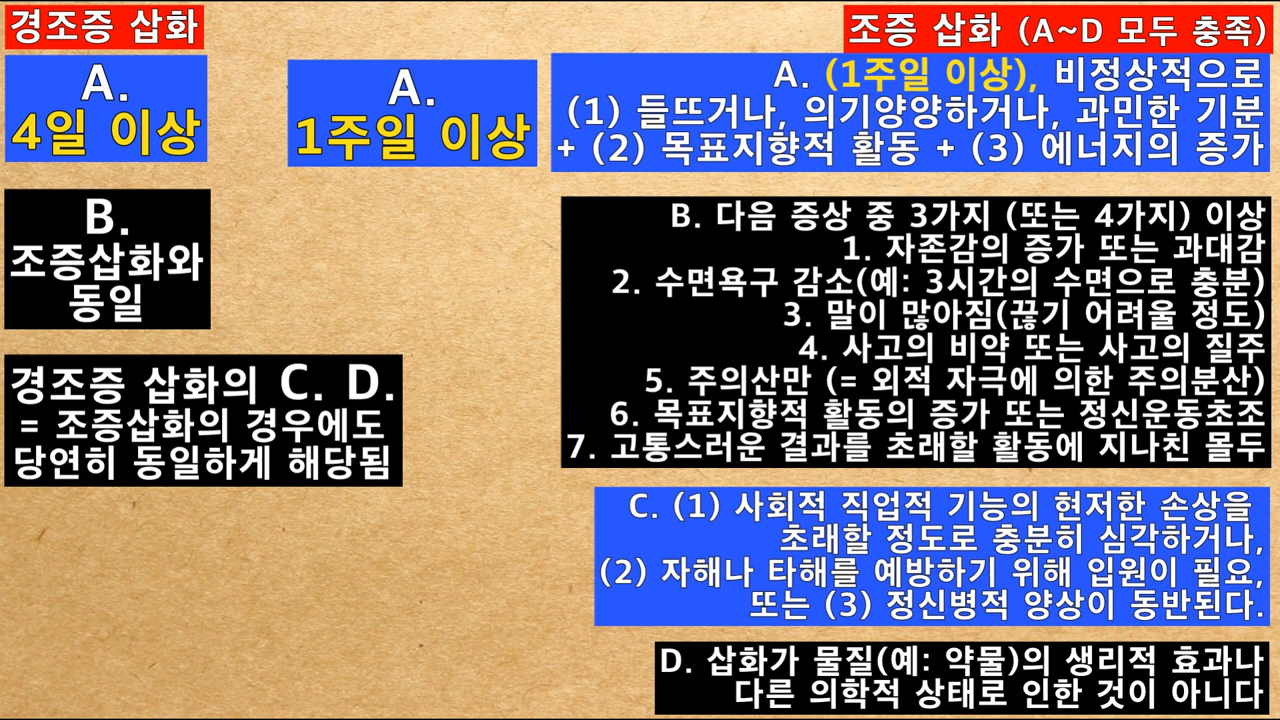 경조증 삽화
A.
4일 이상
B.
조증삽화와
동일
경조증 삽화의 C. D.
= 조증삽화의 경우에도
당연히 동일하게 해당됨
A.
1주일 이상
조증 삽화 (A~D 모두 충족)
A. (1주일 이상), 비정상적으로
(1) 들뜨거나, 의기양양하거나, 과민한 기분
+ (2) 목표지향적 활동 + (3) 에너지의 증가
B. 다음 증상 중 3가지 (또는 4가지) 이상
1. 자존감의 증가 또는 과대감
2. 수면욕구 감소(예: 3시간의 수면으로 충분)
3. 말이 많아짐(끊기 어려울 정도)
4. 사고의 비약 또는 사고의 질주
5. 주의산만 (= 외적 자극에 의한 주의분산)
6. 목표지향적 활동의 증가 또는 정신운동초조
7. 고통스러운 결과를 초래할 활동에 지나친 몰두
C. (1) 사회적 직업적 기능의 현저한 손상을
초래할 정도로 충분히 심각하거나,
(2) 자해나 타해를 예방하기 위해 입원이 필요,
또는 (3) 정신병적 양상이 동반된다.
D. 삽화가 물질(예: 약물)의 생리적 효과나
다른 의학적 상태로 인한 것이 아니다